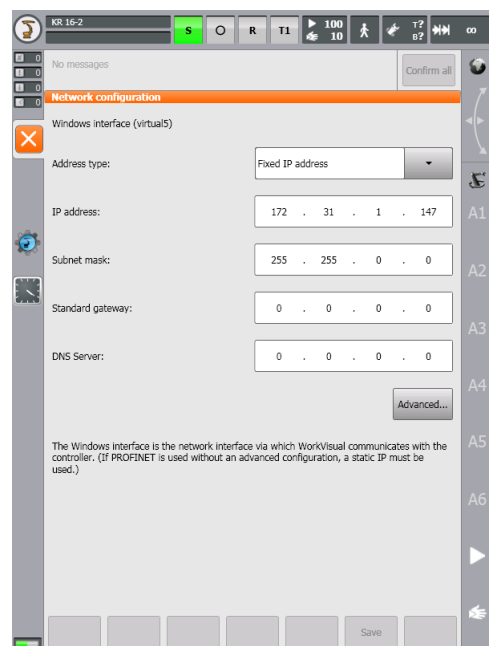 KR 16-2
S O R T1 100 10 T? B? ∞
0
0
0
0
No messages
Confirm all
Network configuration
Windows interface (virtual5)
Address type: Fixed IP address
IP address: 172 . 31 . 1 . 147
Subnet mask: 255 . 255 . 0 . 0
Standard gateway: 0 . 0 . 0 . 0
DNS Server: 0 . 0 . 0 . 0
Advanced...
The Windows interface is the network interface via which WorkVisual communicates with the
controller. (If PROFINET is used without an advanced configuration, a static IP must be
used.)
Save
A1
A2
A3
A4
A5
A6